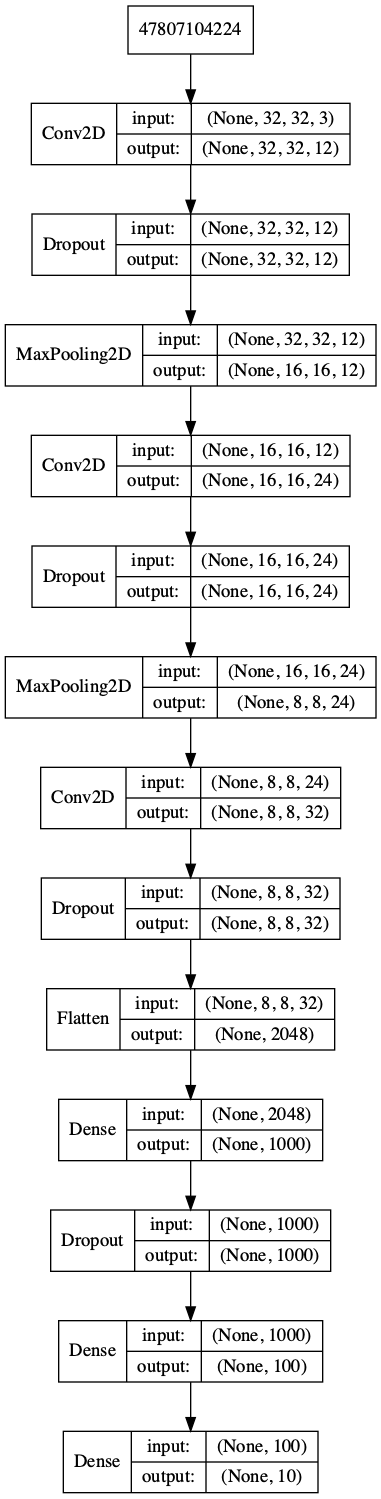 47807104224
Conv2D
input: (None, 32, 32, 3)
output: (None, 32, 32, 12)
Dropout
input: (None, 32, 32, 12)
output: (None, 32, 32, 12)
MaxPooling2D
input: (None, 32, 32, 12)
output: (None, 16, 16, 12)
Conv2D
input: (None, 16, 16, 12)
output: (None, 16, 16, 24)
Dropout
input: (None, 16, 16, 24)
output: (None, 16, 16, 24)
MaxPooling2D
input: (None, 16, 16, 24)
output: (None, 8, 8, 24)
Conv2D
input: (None, 8, 8, 24)
output: (None, 8, 8, 32)
Dropout
input: (None, 8, 8, 32)
output: (None, 8, 8, 32)
Flatten
input: (None, 8, 8, 32)
output: (None, 2048)
Dense
input: (None, 2048)
output: (None, 1000)
Dropout
input: (None, 1000)
output: (None, 1000)
Dense
input: (None, 1000)
output: (None, 100)
Dense
input: (None, 100)
output: (None, 10)